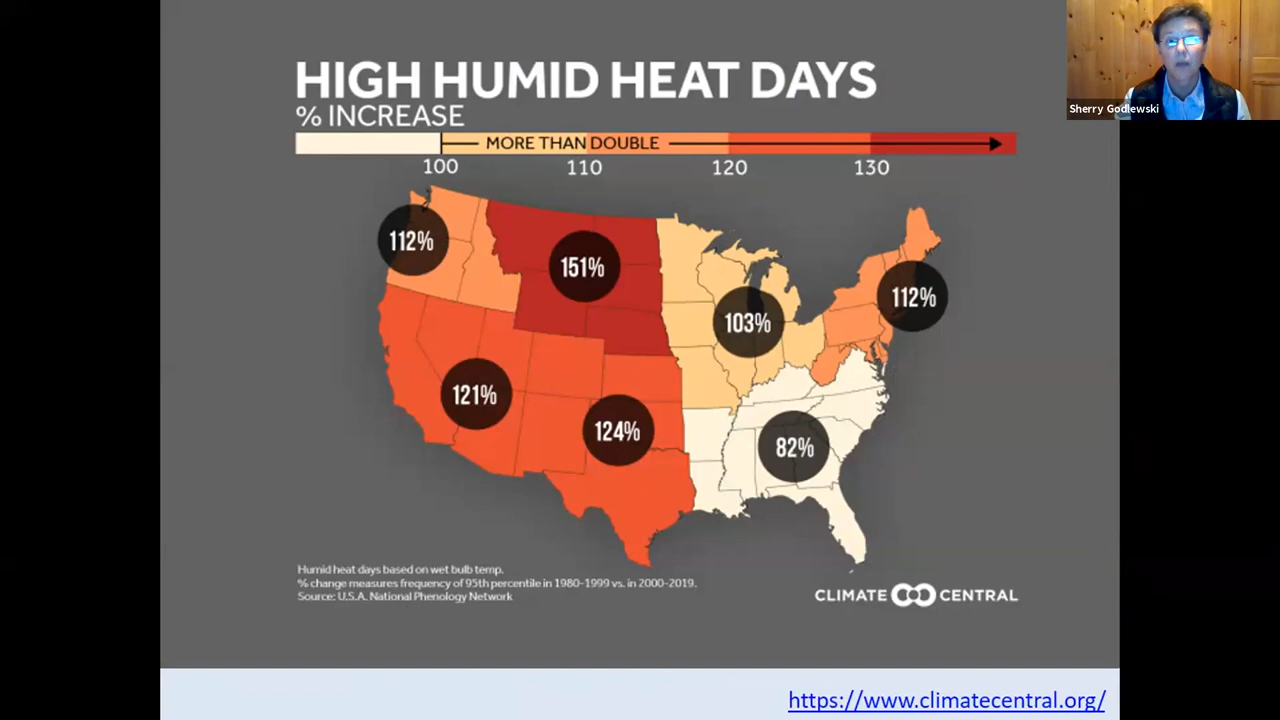 Sherry Godlewski
HIGH HUMID HEAT DAYS
% INCREASE
MORE THAN DOUBLE
100 110 120 130
112%
151%
103%
112%
121%
124%
82%
Humid heat days based on wet bulb temp.
% change measures frequency of 95th percentile in 1980-1999 vs. in 2000-2019.
Source: U.S.A. National Phenology Network
CLIMATE CENTRAL
https://www.climatecentral.org/